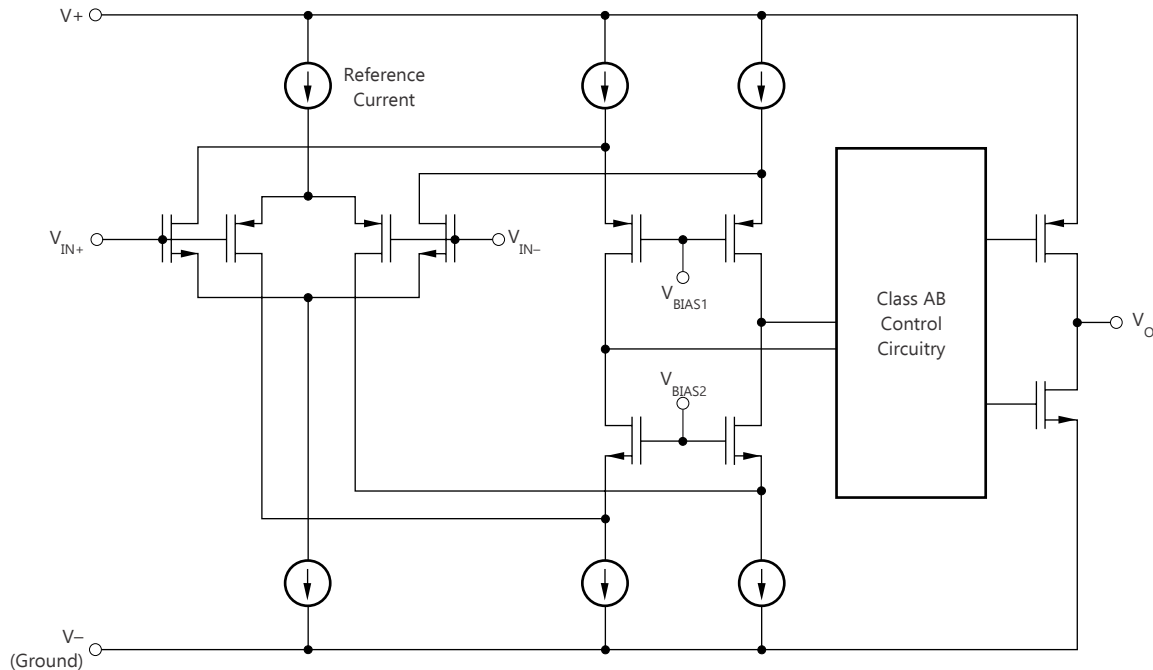 V+
Reference
Current
VIN+
VIN–
VBIAS1
Class AB
Control
Circuitry
VO
VBIAS2
V–
(Ground)